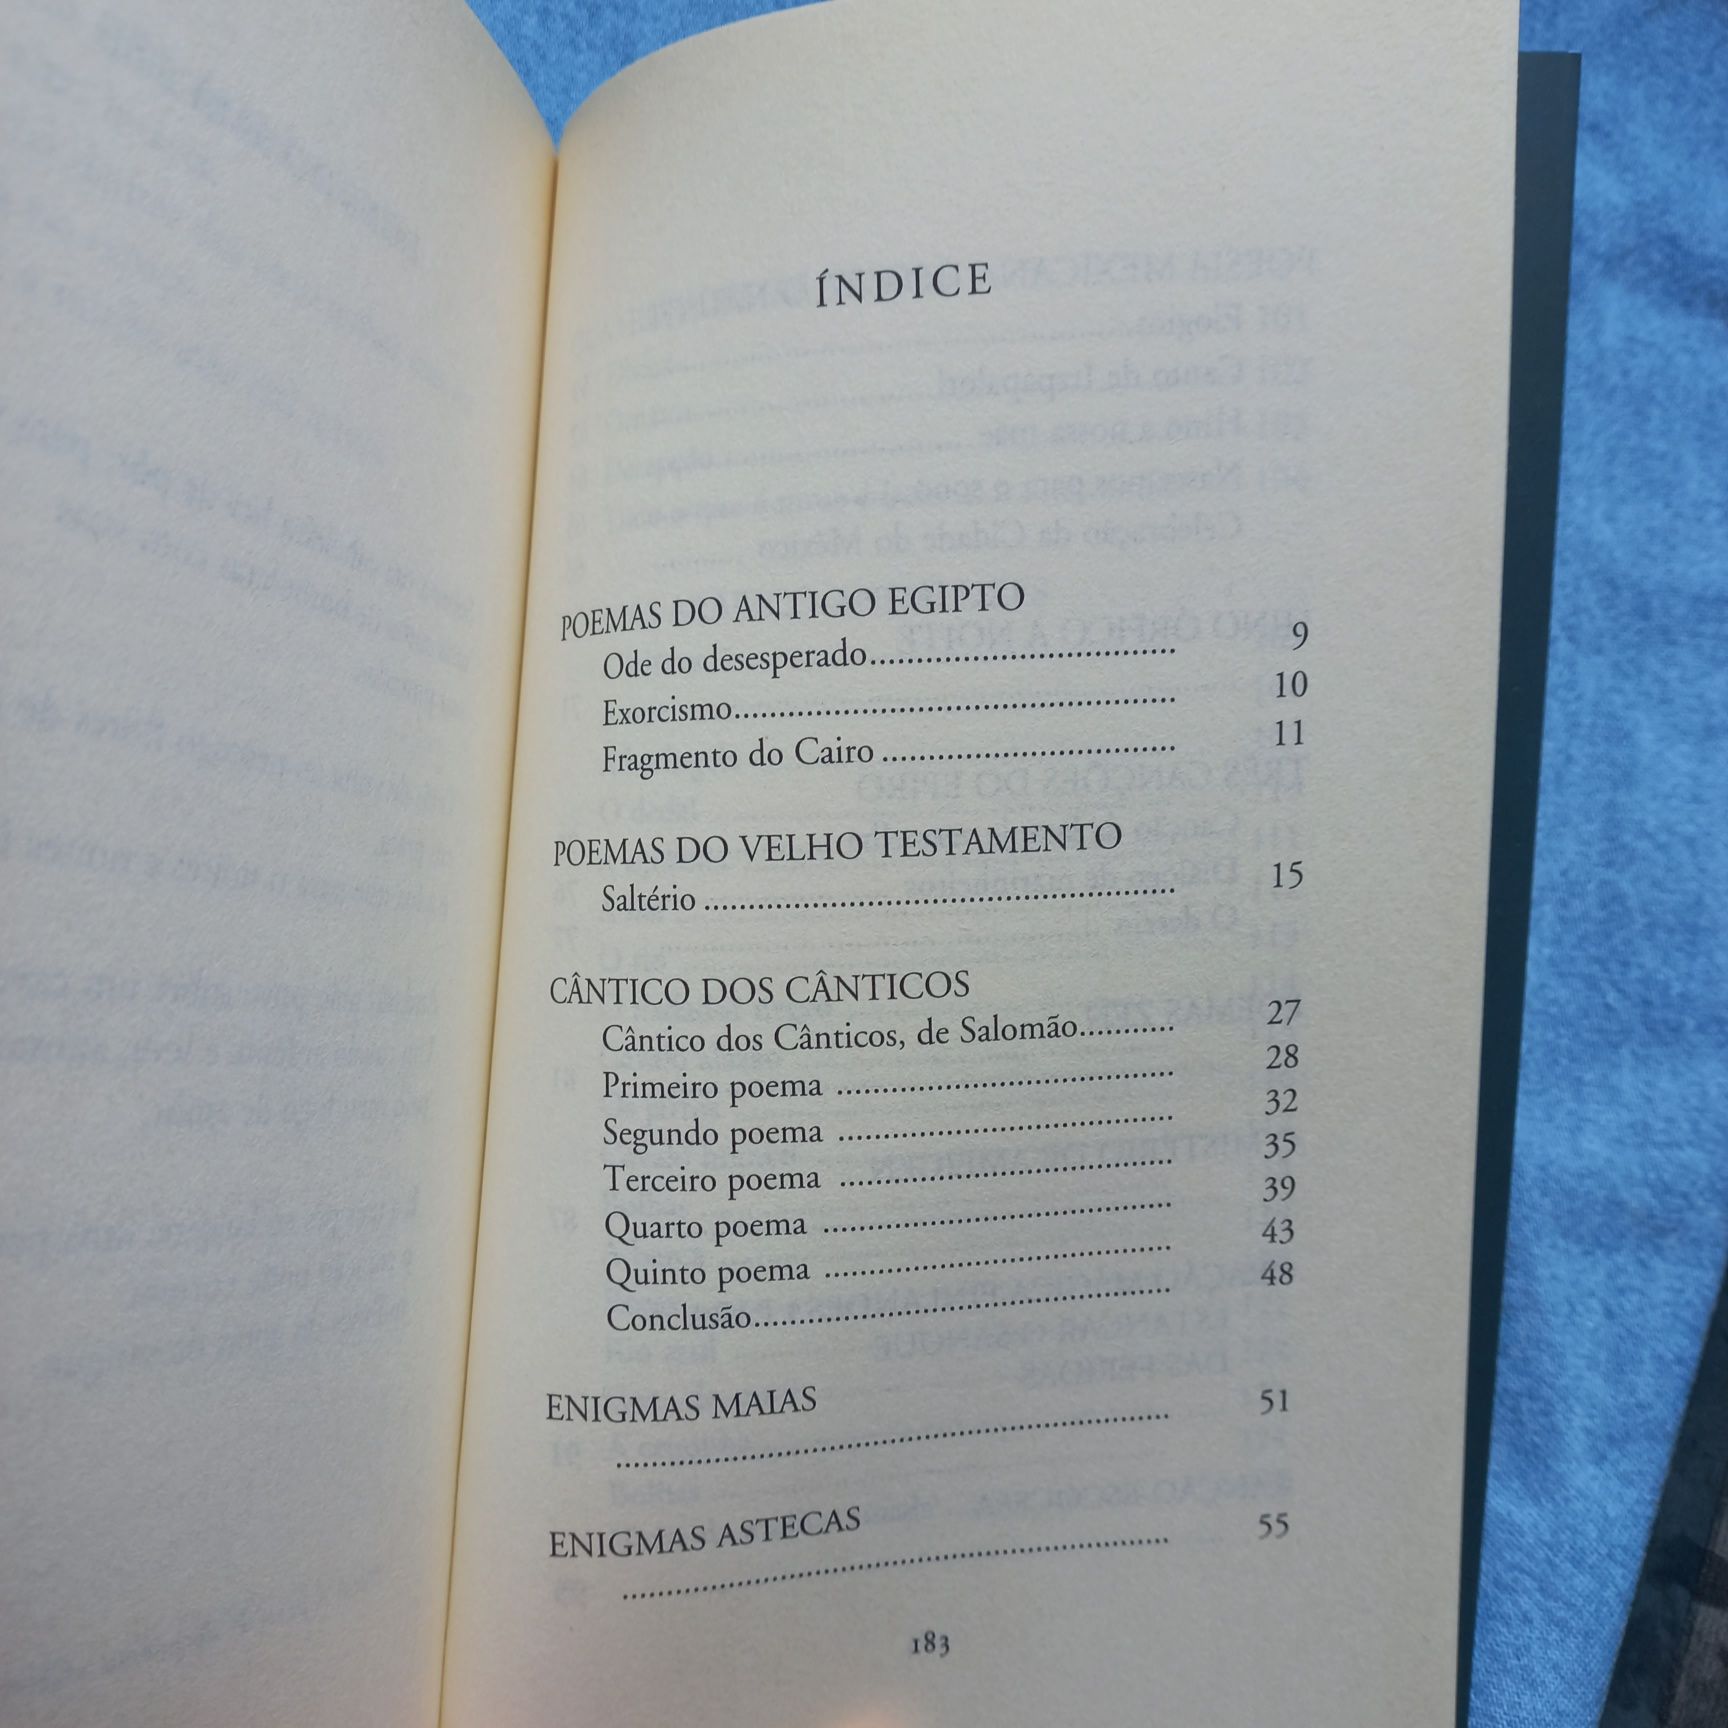 ÍNDICE
POEMAS DO ANTIGO EGIPTO
Ode do desesperado.................................. 9
Exorcismo.................................................. 10
Fragmento do Cairo ................................. 11
POEMAS DO VELHO TESTAMENTO
Saltério ..................................................... 15
CÂNTICO DOS CÂNTICOS
Cântico dos Cânticos, de Salomão........... 27
Primeiro poema ....................................... 28
Segundo poema ....................................... 32
Terceiro poema ....................................... 35
Quarto poema ......................................... 39
Quinto poema ......................................... 43
Conclusão................................................. 48
ENIGMAS MAIAS
................................................................ 51
ENIGMAS ASTECAS
................................................................ 55
183